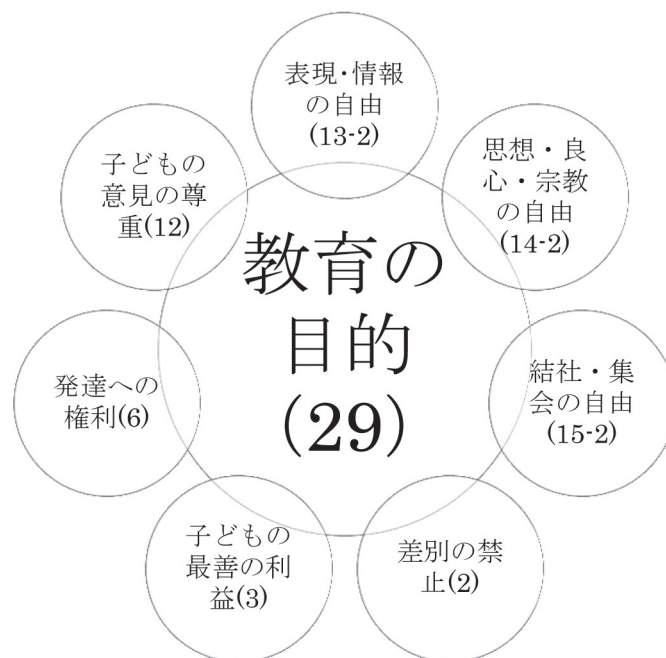 表現・情報
の自由
(13-2)
思想・良
心・宗教
の自由
(14-2)
結社・集
会の自由
(15-2)
差別の禁
止(2)
子どもの
最善の利
益(3)
発達への
権利(6)
子どもの
意見の尊
重(12)
教育の
目的
(29)